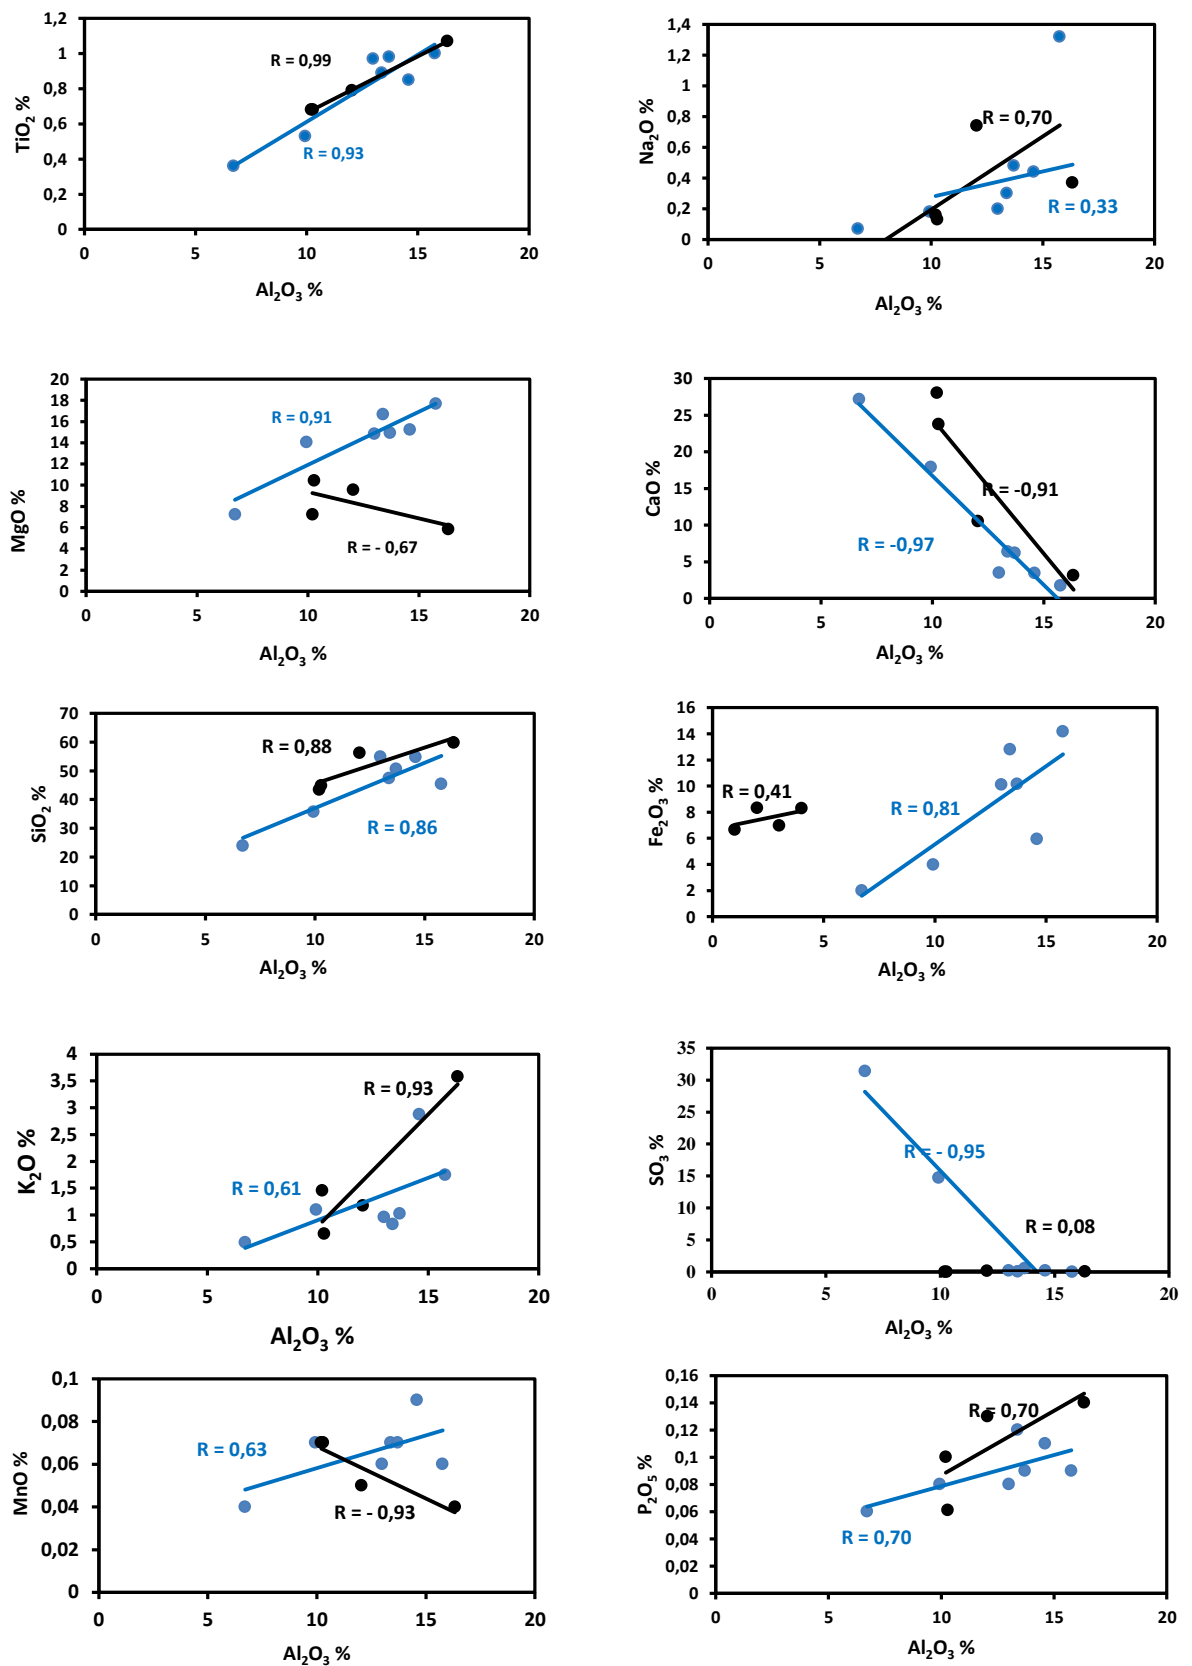 1,2
1
0,8
0,6
0,4
0,2
0
TiO₂ %
R = 0,99
R = 0,93
0 5 10 15 20
Al₂O₃ %
1,4
1,2
1
0,8
0,6
0,4
0,2
0
Na₂O %
R = 0,70
R = 0,33
0 5 10 15 20
Al₂O₃ %
20
18
16
14
12
10
8
6
4
2
0
MgO %
R = 0,91
R = - 0,67
0 5 10 15 20
Al₂O₃ %
30
25
20
15
10
5
0
CaO %
R = -0,91
R = -0,97
0 5 10 15 20
Al₂O₃ %
70
60
50
40
30
20
10
0
SiO₂ %
R = 0,88
R = 0,86
0 5 10 15 20
Al₂O₃ %
16
14
12
10
8
6
4
2
0
Fe₂O₃ %
R = 0,41
R = 0,81
0 5 10 15 20
Al₂O₃ %
4
3,5
3
2,5
2
1,5
1
0,5
0
K₂O %
R = 0,93
R = 0,61
0 5 10 15 20
Al₂O₃ %
35
30
25
20
15
10
5
0
SO₃ %
R = - 0,95
R = 0,08
0 5 10 15 20
Al₂O₃ %
0,1
0,08
0,06
0,04
0,02
0
MnO %
R = 0,63
R = - 0,93
0 5 10 15 20
Al₂O₃ %
0,16
0,14
0,12
0,1
0,08
0,06
0,04
0,02
0
P₂O₅ %
R = 0,70
R = 0,70
0 5 10 15 20
Al₂O₃ %